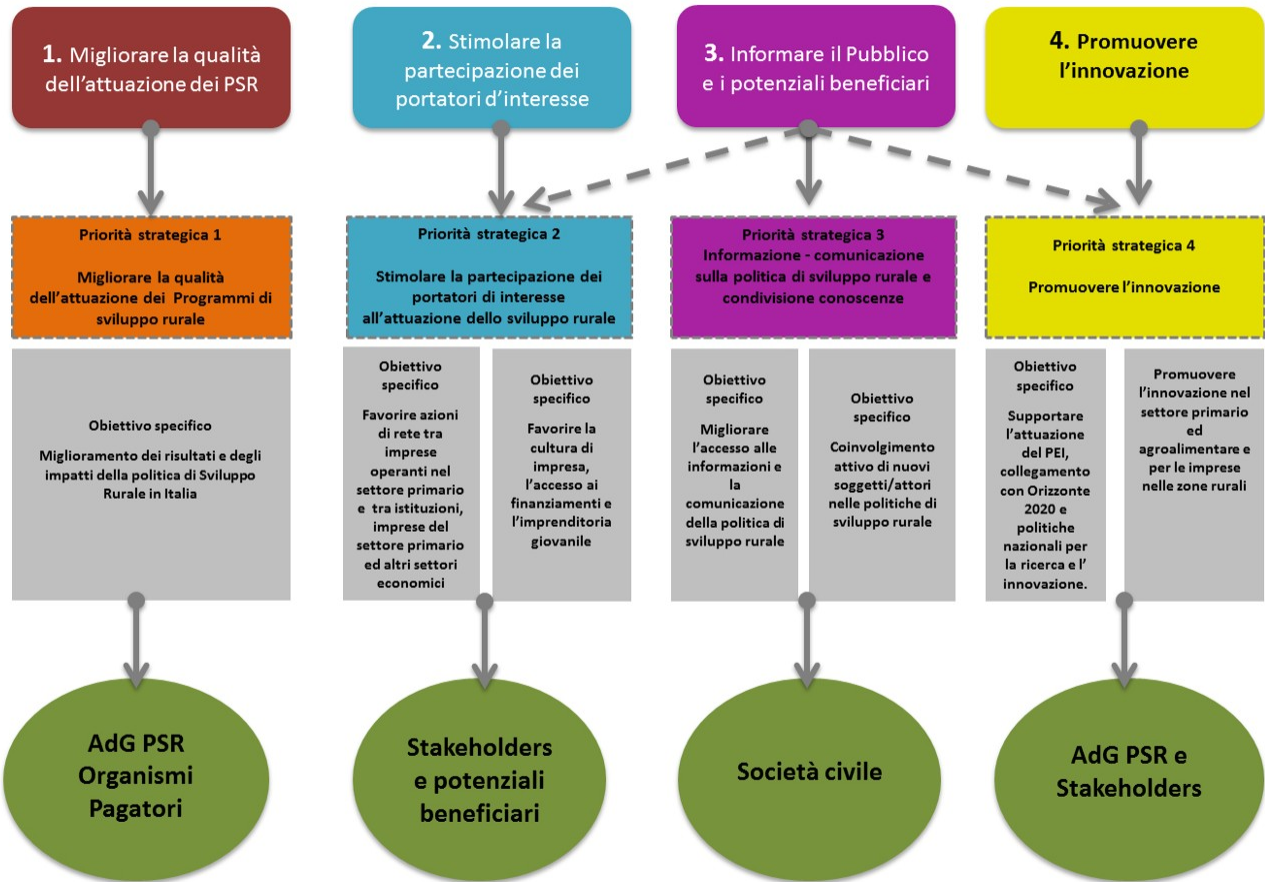 1. Migliorare la qualità
dell'attuazione dei PSR
2. Stimolare la
partecipazione dei
portatori d'interesse
3. Informare il Pubblico
e i potenziali beneficiari
4. Promuovere
l'innovazione
Priorità strategica 1
Migliorare la qualità
dell'attuazione dei Programmi di
sviluppo rurale
Priorità strategica 2
Stimolare la partecipazione dei
portatori di interesse
all'attuazione dello sviluppo rurale
Priorità strategica 3
Informazione - comunicazione
sulla politica di sviluppo rurale e
condivisione conoscenze
Priorità strategica 4
Promuovere l'innovazione
Obiettivo specifico
Miglioramento dei risultati e degli
impatti della politica di Sviluppo
Rurale in Italia
Obiettivo
specifico
Favorire azioni
di rete tra
imprese
operanti nel
settore primario
e tra istituzioni,
imprese del
settore primario
ed altri settori
economici
Obiettivo
specifico
Favorire la
cultura di
impresa,
l'accesso ai
finanziamenti e
l'imprenditoria
giovanile
Obiettivo
specifico
Migliorare
l'accesso alle
informazioni e
la
comunicazione
della politica di
sviluppo rurale
Obiettivo
specifico
Coinvolgimento
attivo di nuovi
soggetti/attori
nelle politiche di
sviluppo rurale
Obiettivo
specifico
Supportare
l'attuazione
del PEI,
collegamento
con Orizzonte
2020 e
politiche
nazionali per
la ricerca e l'
innovazione.
Promuovere
l'innovazione nel
settore primario
ed
agroalimentare e
per le imprese
nelle zone rurali
AdG PSR
Organismi
Pagatori
Stakeholders
e potenziali
beneficiari
Società civile
AdG PSR e
Stakeholders